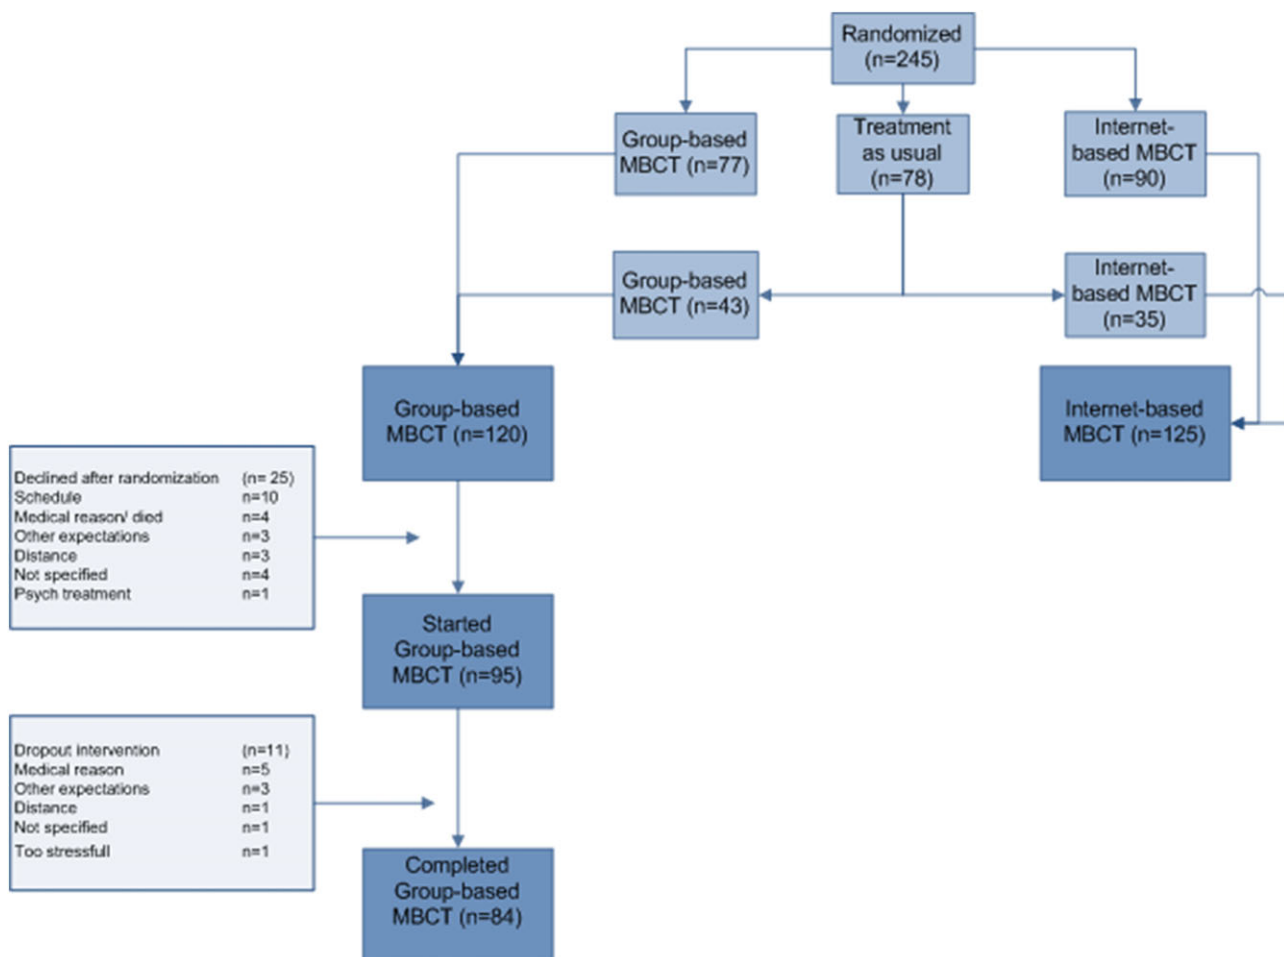 Randomized
(n=245)
Group-based
MBCT (n=77)
Treatment
as usual
(n=78)
Internet-
based MBCT
(n=90)
Group-based
MBCT (n=43)
Internet-
based MBCT
(n=35)
Group-based
MBCT (n=120)
Internet-based
MBCT (n=125)
Declined after randomization (n= 25)
Schedule n=10
Medical reason/ died n=4
Other expectations n=3
Distance n=3
Not specified n=4
Psych treatment n=1
Started
Group-based
MBCT (n=95)
Dropout intervention (n=11)
Medical reason n=5
Other expectations n=3
Distance n=1
Not specified n=1
Too stressfull n=1
Completed
Group-based
MBCT (n=84)